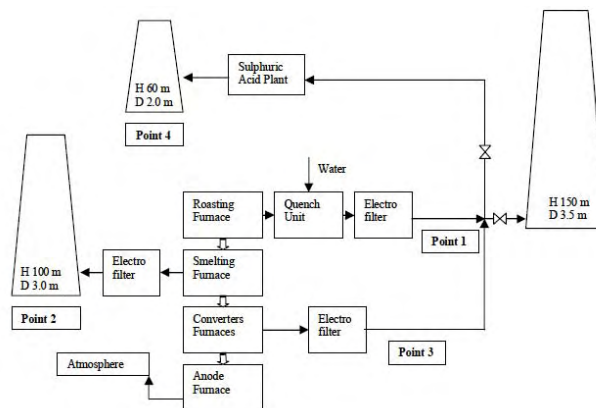 Sulphuric
Acid Plant
H 60 m
D 2.0 m
Point 4
Water
Roasting
Furnace
Quench
Unit
Electro
filter
H 150 m
D 3.5 m
Point 1
Smelting
Furnace
Electro
filter
H 100 m
D 3.0 m
Point 2
Converters
Furnaces
Electro
filter
Point 3
Atmosphere
Anode
Furnace